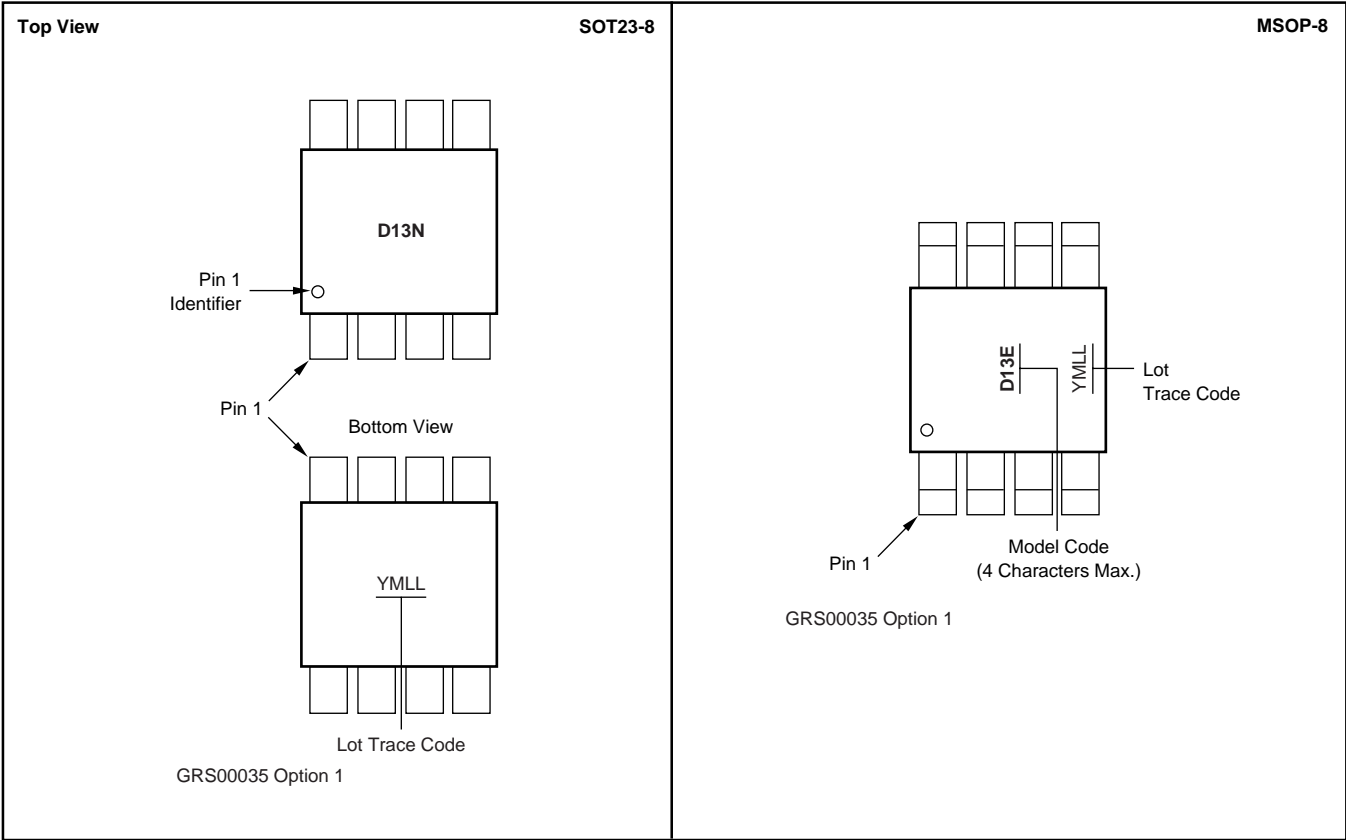 Top View
SOT23-8
D13N
Pin 1
Identifier
Pin 1
Bottom View
YMLL
Lot Trace Code
GRS00035 Option 1
MSOP-8
D13E
YMLL
Lot
Trace Code
Pin 1
Model Code
(4 Characters Max.)
GRS00035 Option 1